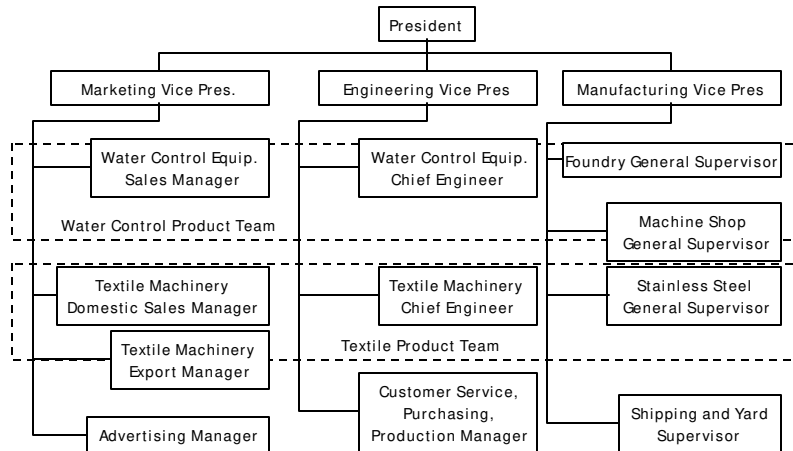 President
Marketing Vice Pres.
Engineering Vice Pres
Manufacturing Vice Pres
Water Control Equip.
Sales Manager
Water Control Equip.
Chief Engineer
Foundry General Supervisor
Water Control Product Team
Machine Shop
General Supervisor
Textile Machinery
Domestic Sales Manager
Textile Machinery
Chief Engineer
Stainless Steel
General Supervisor
Textile Machinery
Export Manager
Textile Product Team
Customer Service,
Purchasing,
Production Manager
Advertising Manager
Shipping and Yard
Supervisor